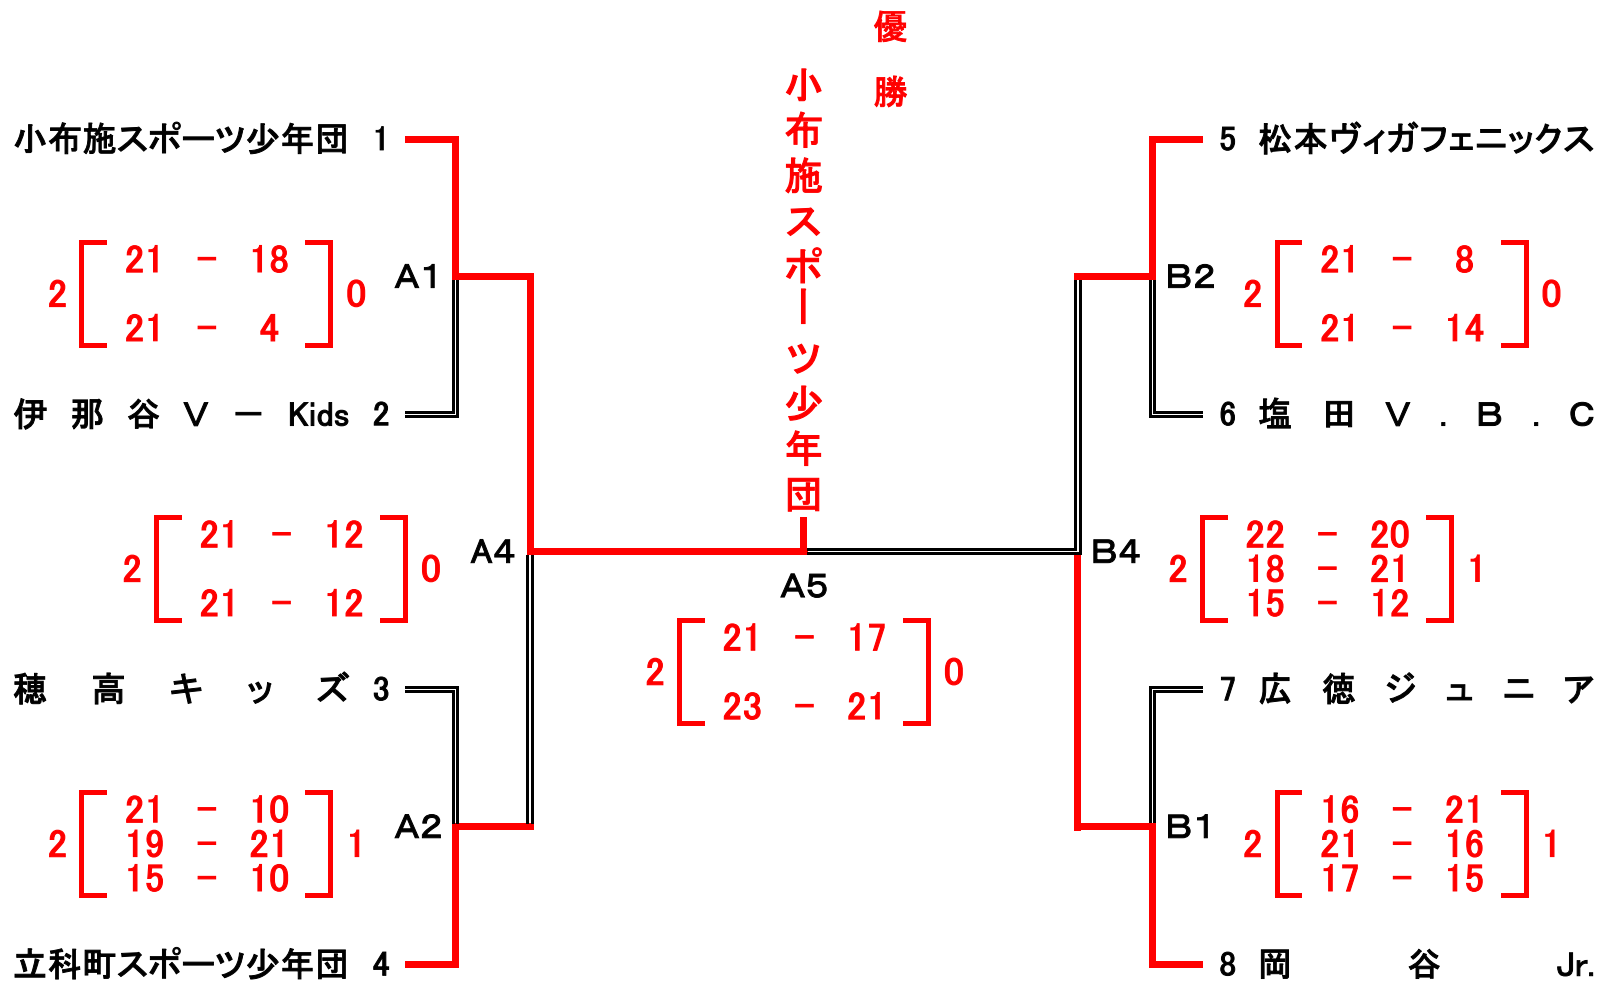 優勝
小布施スポーツ少年団
小布施スポーツ少年団 1
5 松本ヴィガフェニックス
21 － 18
2 0
21 － 4
A1
B2
21 － 8
2 0
21 － 14
伊那谷V－Kids 2
6 塩田V.B.C
21 － 12
2 0
21 － 12
A4
B4
22 － 20
2 18 － 21 1
15 － 12
A5
21 － 17
2 0
23 － 21
穂高キッズ 3
7 広徳ジュニア
21 － 10
2 19 － 21 1
15 － 10
A2
B1
16 － 21
2 21 － 16 1
17 － 15
立科町スポーツ少年団 4
8 岡谷Jr.